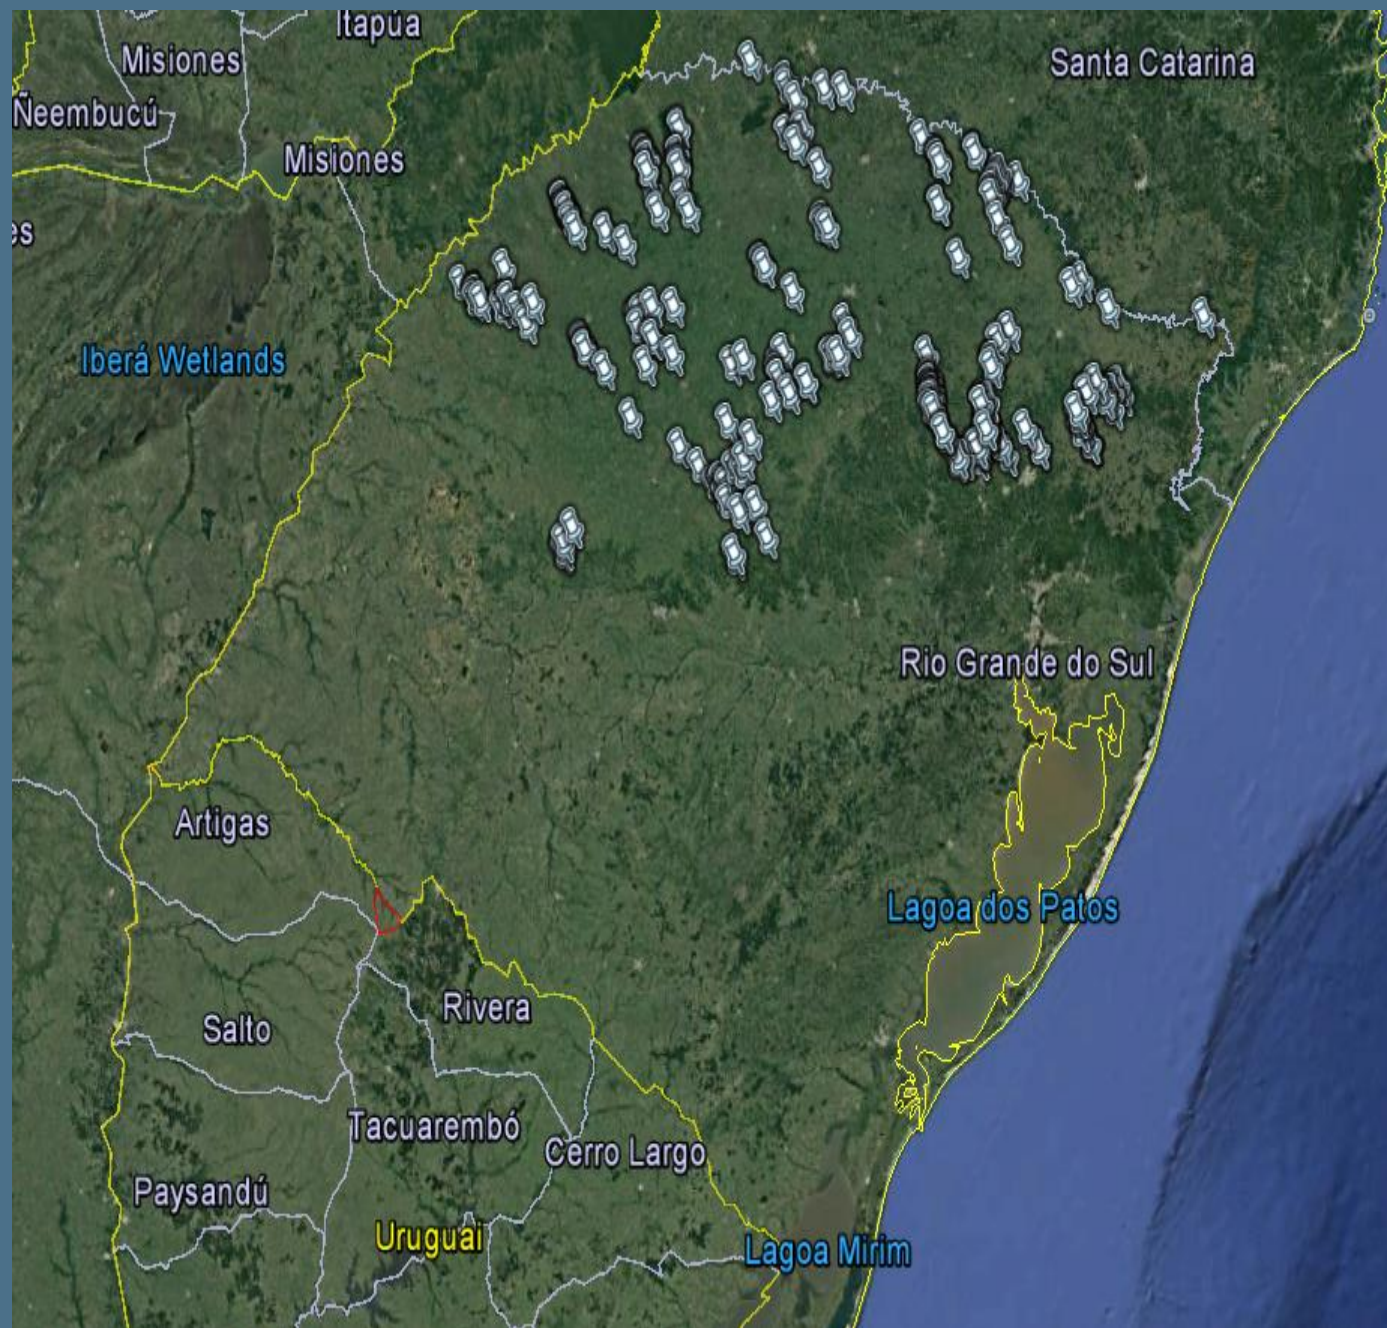 Itapúa
Misiones
Santa Catarina
Ñeembucú
Misiones
es
Iberá Wetlands
Rio Grande do Sul
Artigas
Lagoa dos Patos
Rivera
Salto
Tacuarembó
Cerro Largo
Paysandú
Uruguai
Lagoa Mirim